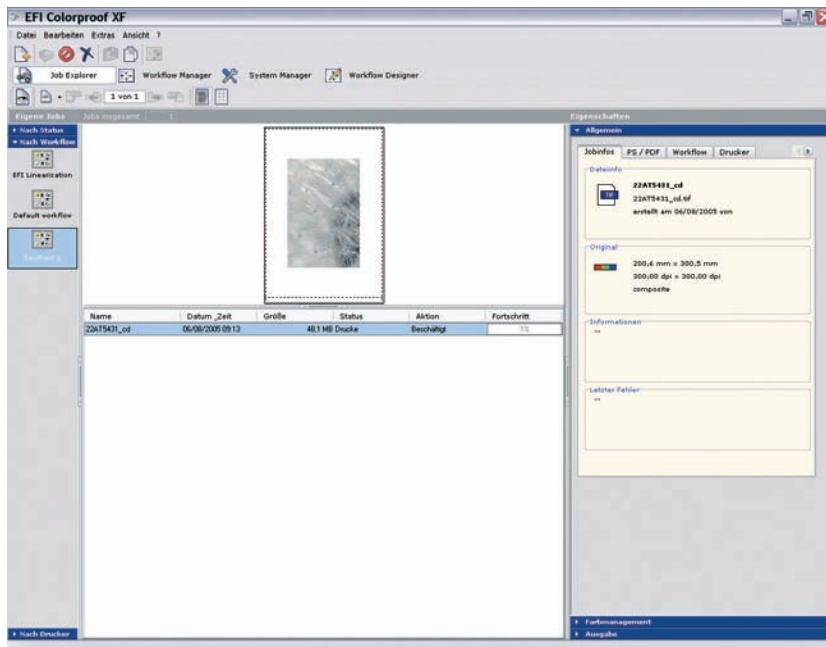 EFI Colorproof XF
Datei Bearbeiten Extras Ansicht ?
Job Explorer Workflow Manager System Manager Workflow Designer
1 von 1
Eigene Jobs Jobs insgesamt 1 Eigenschaften
Nach Status
Nach Workflow
EFI Linearization
Default workflow
Nach Drucker
Name Datum _Zeit Größe Status Aktion Fortschritt
22AT5431_cd 06/08/2005 09:13 48,1 MB Drucke Beschäftigt 1%
Allgemein
Jobinfos PS / PDF Workflow Drucker
Dateiinfo
22AT5431_cd
22AT5431_cd.tif
erstellt am 06/08/2005 von
Original
200,6 mm x 300,5 mm
300,00 dpi x 300,00 dpi
composite
Informationen
--
Letzter Fehler
--
Farbmanagement
Ausgabe